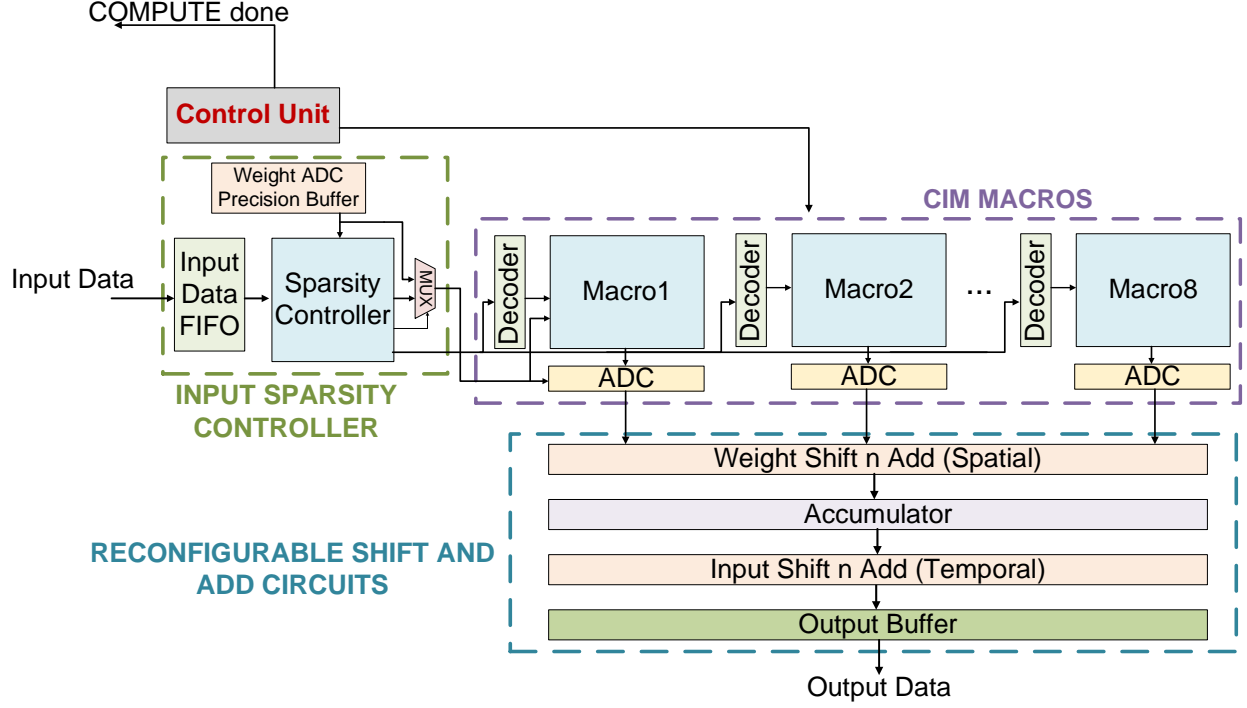 COMPUTE done
Control Unit
Weight ADC
Precision Buffer
CIM MACROS
Input Data
Input
Data
FIFO
Sparsity
Controller
MUX
Decoder
Macro1
Decoder
Macro2
...
Decoder
Macro8
ADC
ADC
ADC
INPUT SPARSITY
CONTROLLER
Weight Shift n Add (Spatial)
Accumulator
RECONFIGURABLE SHIFT AND
ADD CIRCUITS
Input Shift n Add (Temporal)
Output Buffer
Output Data